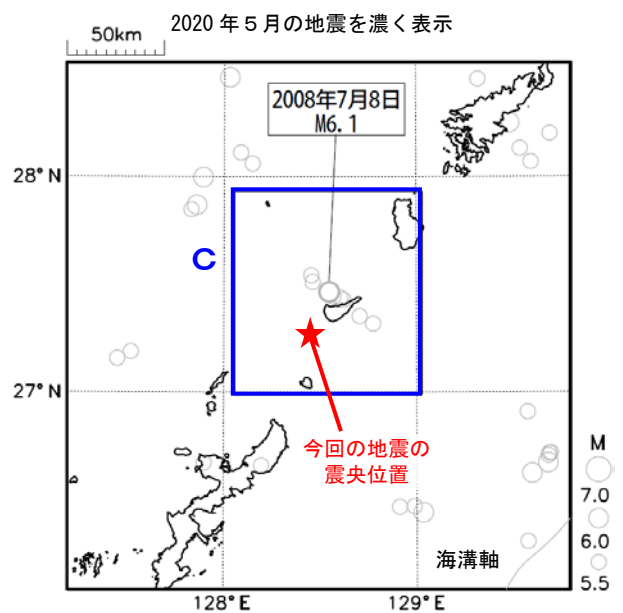 50km
2020 年５月の地震を濃く表示
2008年7月8日
M6.1
28° N
C
27° N
今回の地震の
震央位置
M
7.0
6.0
5.5
海溝軸
128° E
129° E